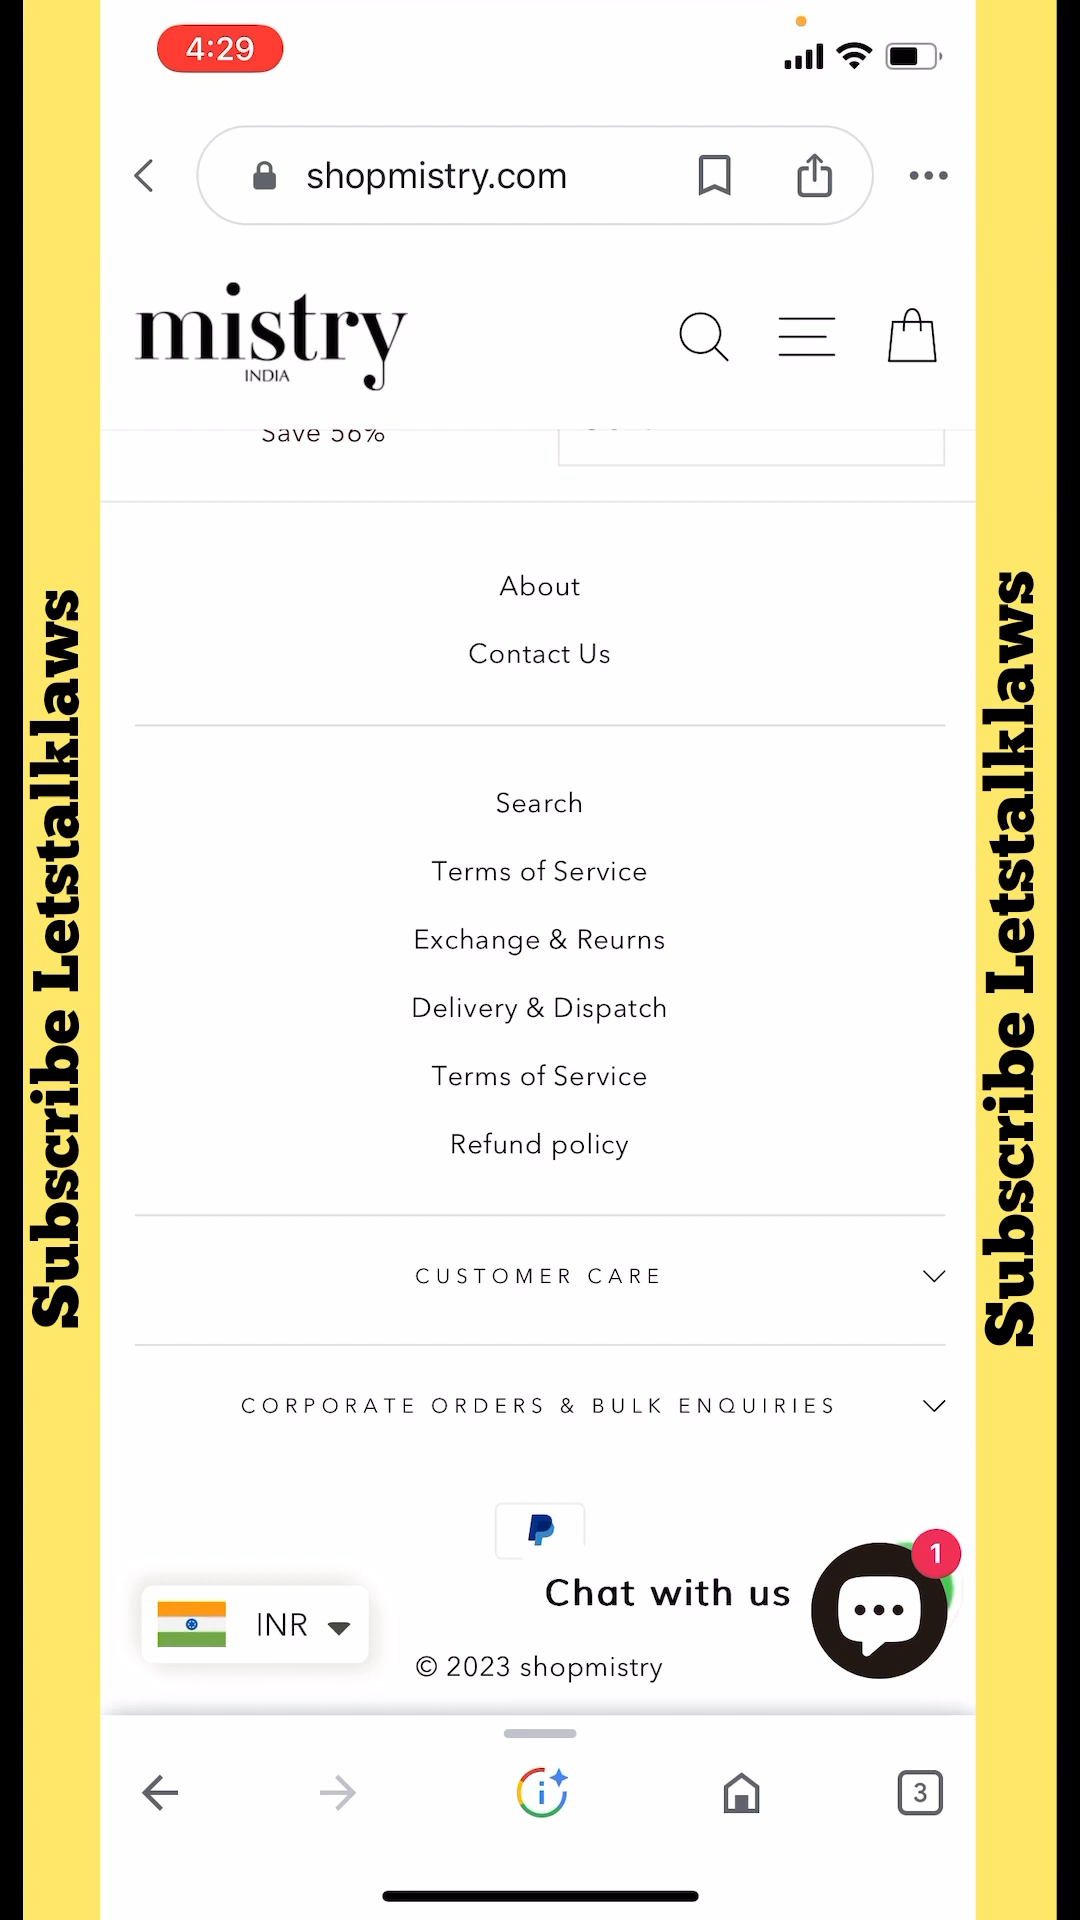 4:29
shopmistry.com
mistry
INDIA
Save 56%
About
Contact Us
Search
Terms of Service
Exchange & Reurns
Delivery & Dispatch
Terms of Service
Refund policy
CUSTOMER CARE
CORPORATE ORDERS & BULK ENQUIRIES
1
Chat with us
INR
© 2023 shopmistry
3
Subscribe Letstalklaws
Subscribe Letstalklaws